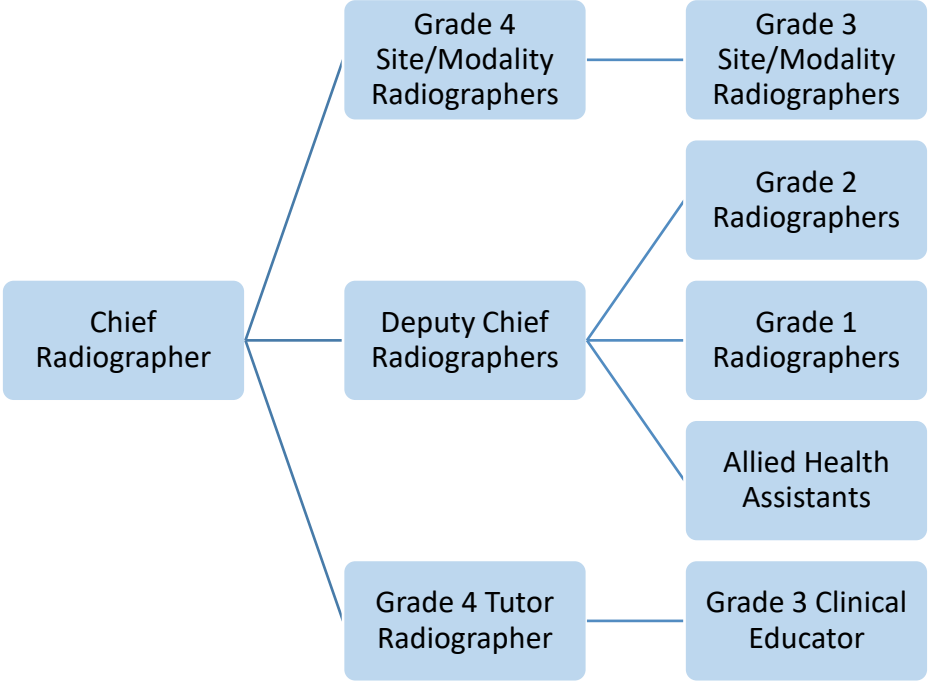 Chief
Radiographer
Grade 4
Site/Modality
Radiographers
Grade 3
Site/Modality
Radiographers
Deputy Chief
Radiographers
Grade 2
Radiographers
Grade 1
Radiographers
Allied Health
Assistants
Grade 4 Tutor
Radiographer
Grade 3 Clinical
Educator